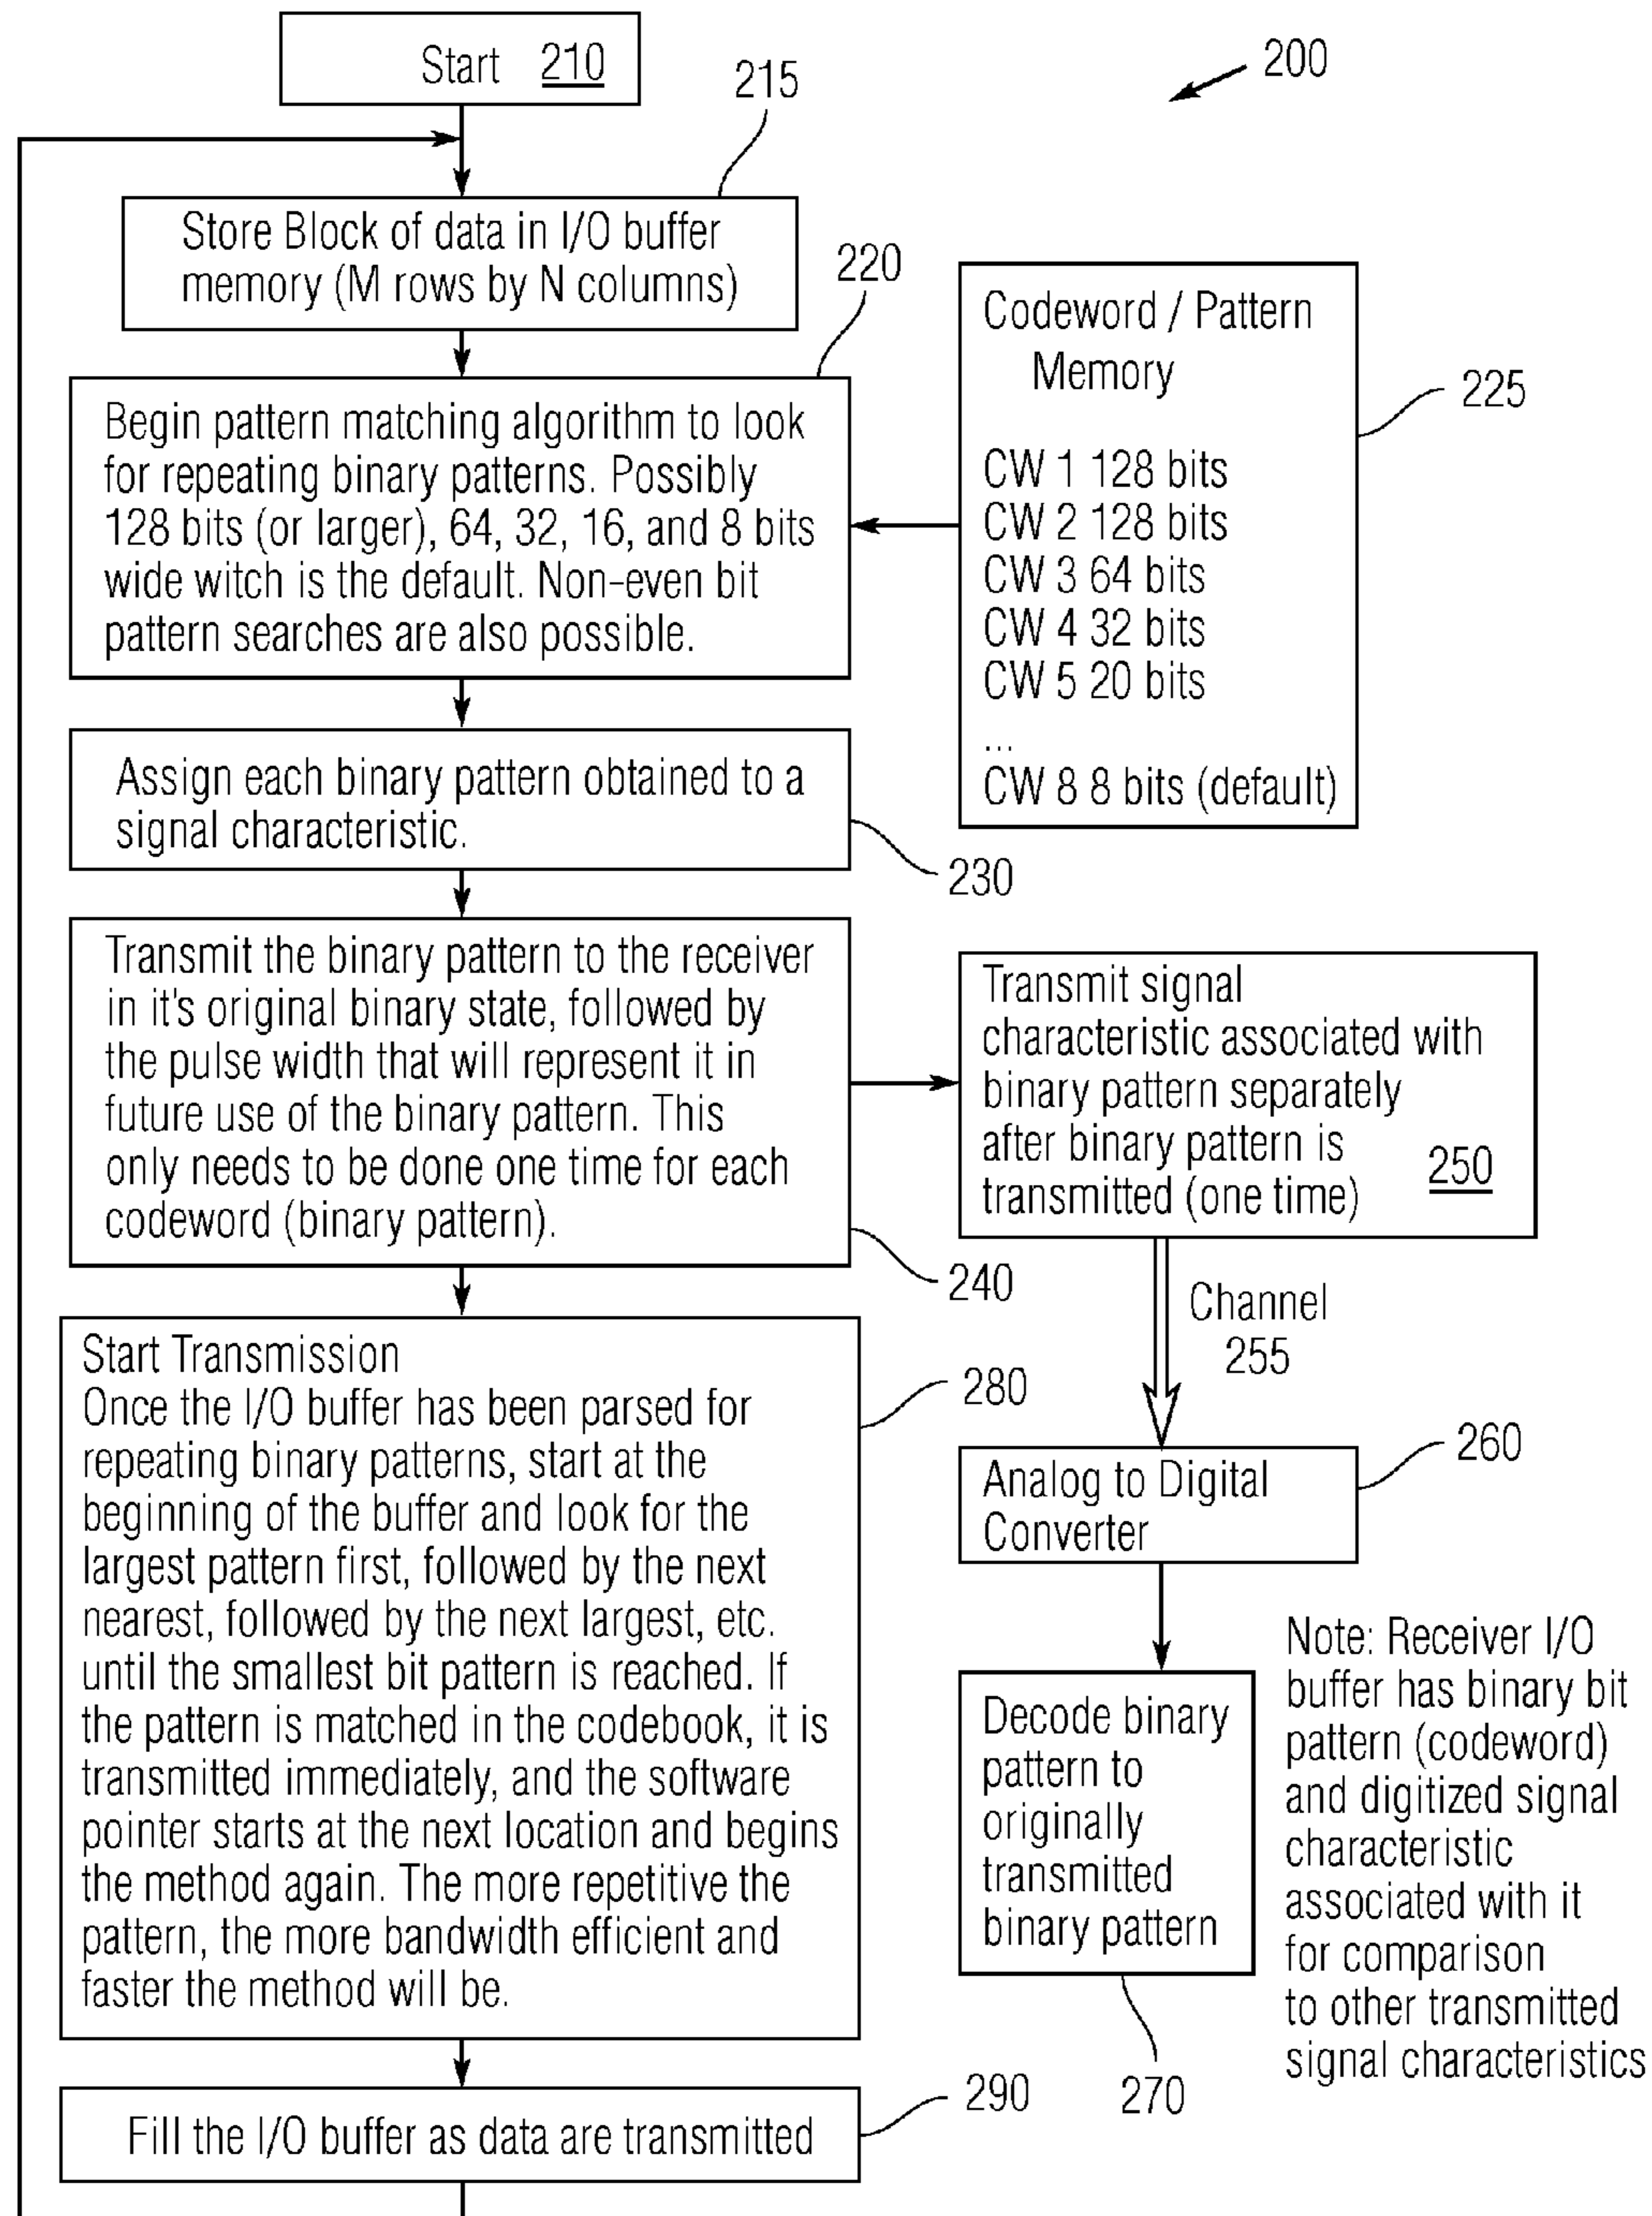 Start 210
200
215
Store Block of data in I/O buffer
memory (M rows by N columns)
220
Begin pattern matching algorithm to look
for repeating binary patterns. Possibly
128 bits (or larger), 64, 32, 16, and 8 bits
wide witch is the default. Non-even bit
pattern searches are also possible.
Codeword / Pattern
Memory
CW 1 128 bits
CW 2 128 bits
CW 3 64 bits
CW 4 32 bits
CW 5 20 bits
...
CW 8 8 bits (default)
225
Assign each binary pattern obtained to a
signal characteristic.
230
Transmit the binary pattern to the receiver
in it's original binary state, followed by
the pulse width that will represent it in
future use of the binary pattern. This
only needs to be done one time for each
codeword (binary pattern).
240
Transmit signal
characteristic associated with
binary pattern separately
after binary pattern is
transmitted (one time)
250
Channel
255
Start Transmission
Once the I/O buffer has been parsed for
repeating binary patterns, start at the
beginning of the buffer and look for the
largest pattern first, followed by the next
nearest, followed by the next largest, etc.
until the smallest bit pattern is reached. If
the pattern is matched in the codebook, it is
transmitted immediately, and the software
pointer starts at the next location and begins
the method again. The more repetitive the
pattern, the more bandwidth efficient and
faster the method will be.
280
Analog to Digital
Converter
260
Decode binary
pattern to
originally
transmitted
binary pattern
270
Note: Receiver I/O
buffer has binary bit
pattern (codeword)
and digitized signal
characteristic
associated with it
for comparison
to other transmitted
signal characteristics
Fill the I/O buffer as data are transmitted
290